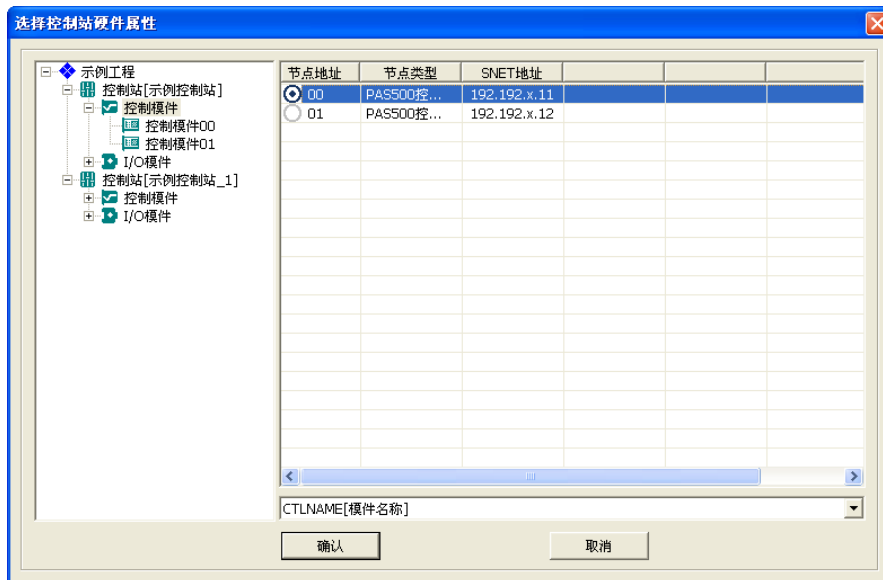 选择控制站硬件属性
示例工程
控制站[示例控制站]
控制模件
控制模件00
控制模件01
I/O模件
控制站[示例控制站_1]
控制模件
I/O模件
节点地址 节点类型 SNET地址
00 PAS500控... 192.192.x.11
01 PAS500控... 192.192.x.12
CTLNAME[模件名称]
确认 取消